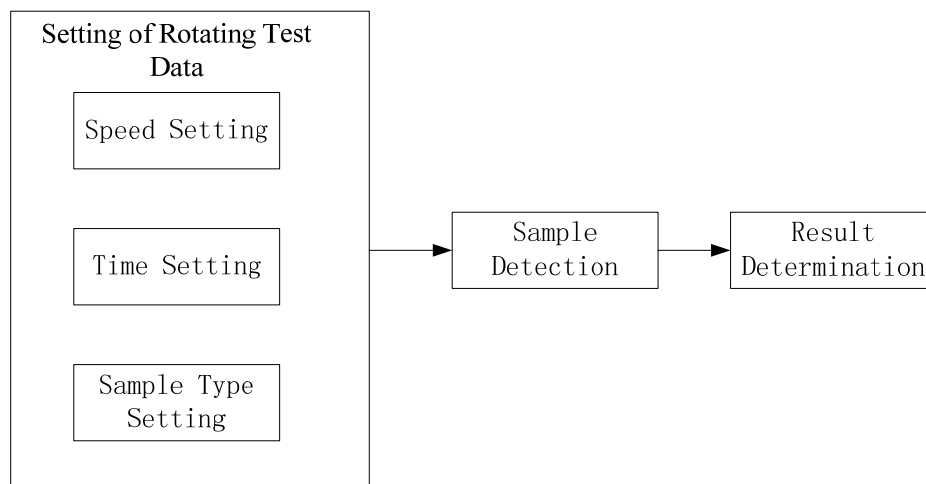 Setting of Rotating Test
Data
Speed Setting
Time Setting
Sample Type
Setting
Sample
Detection
Result
Determination